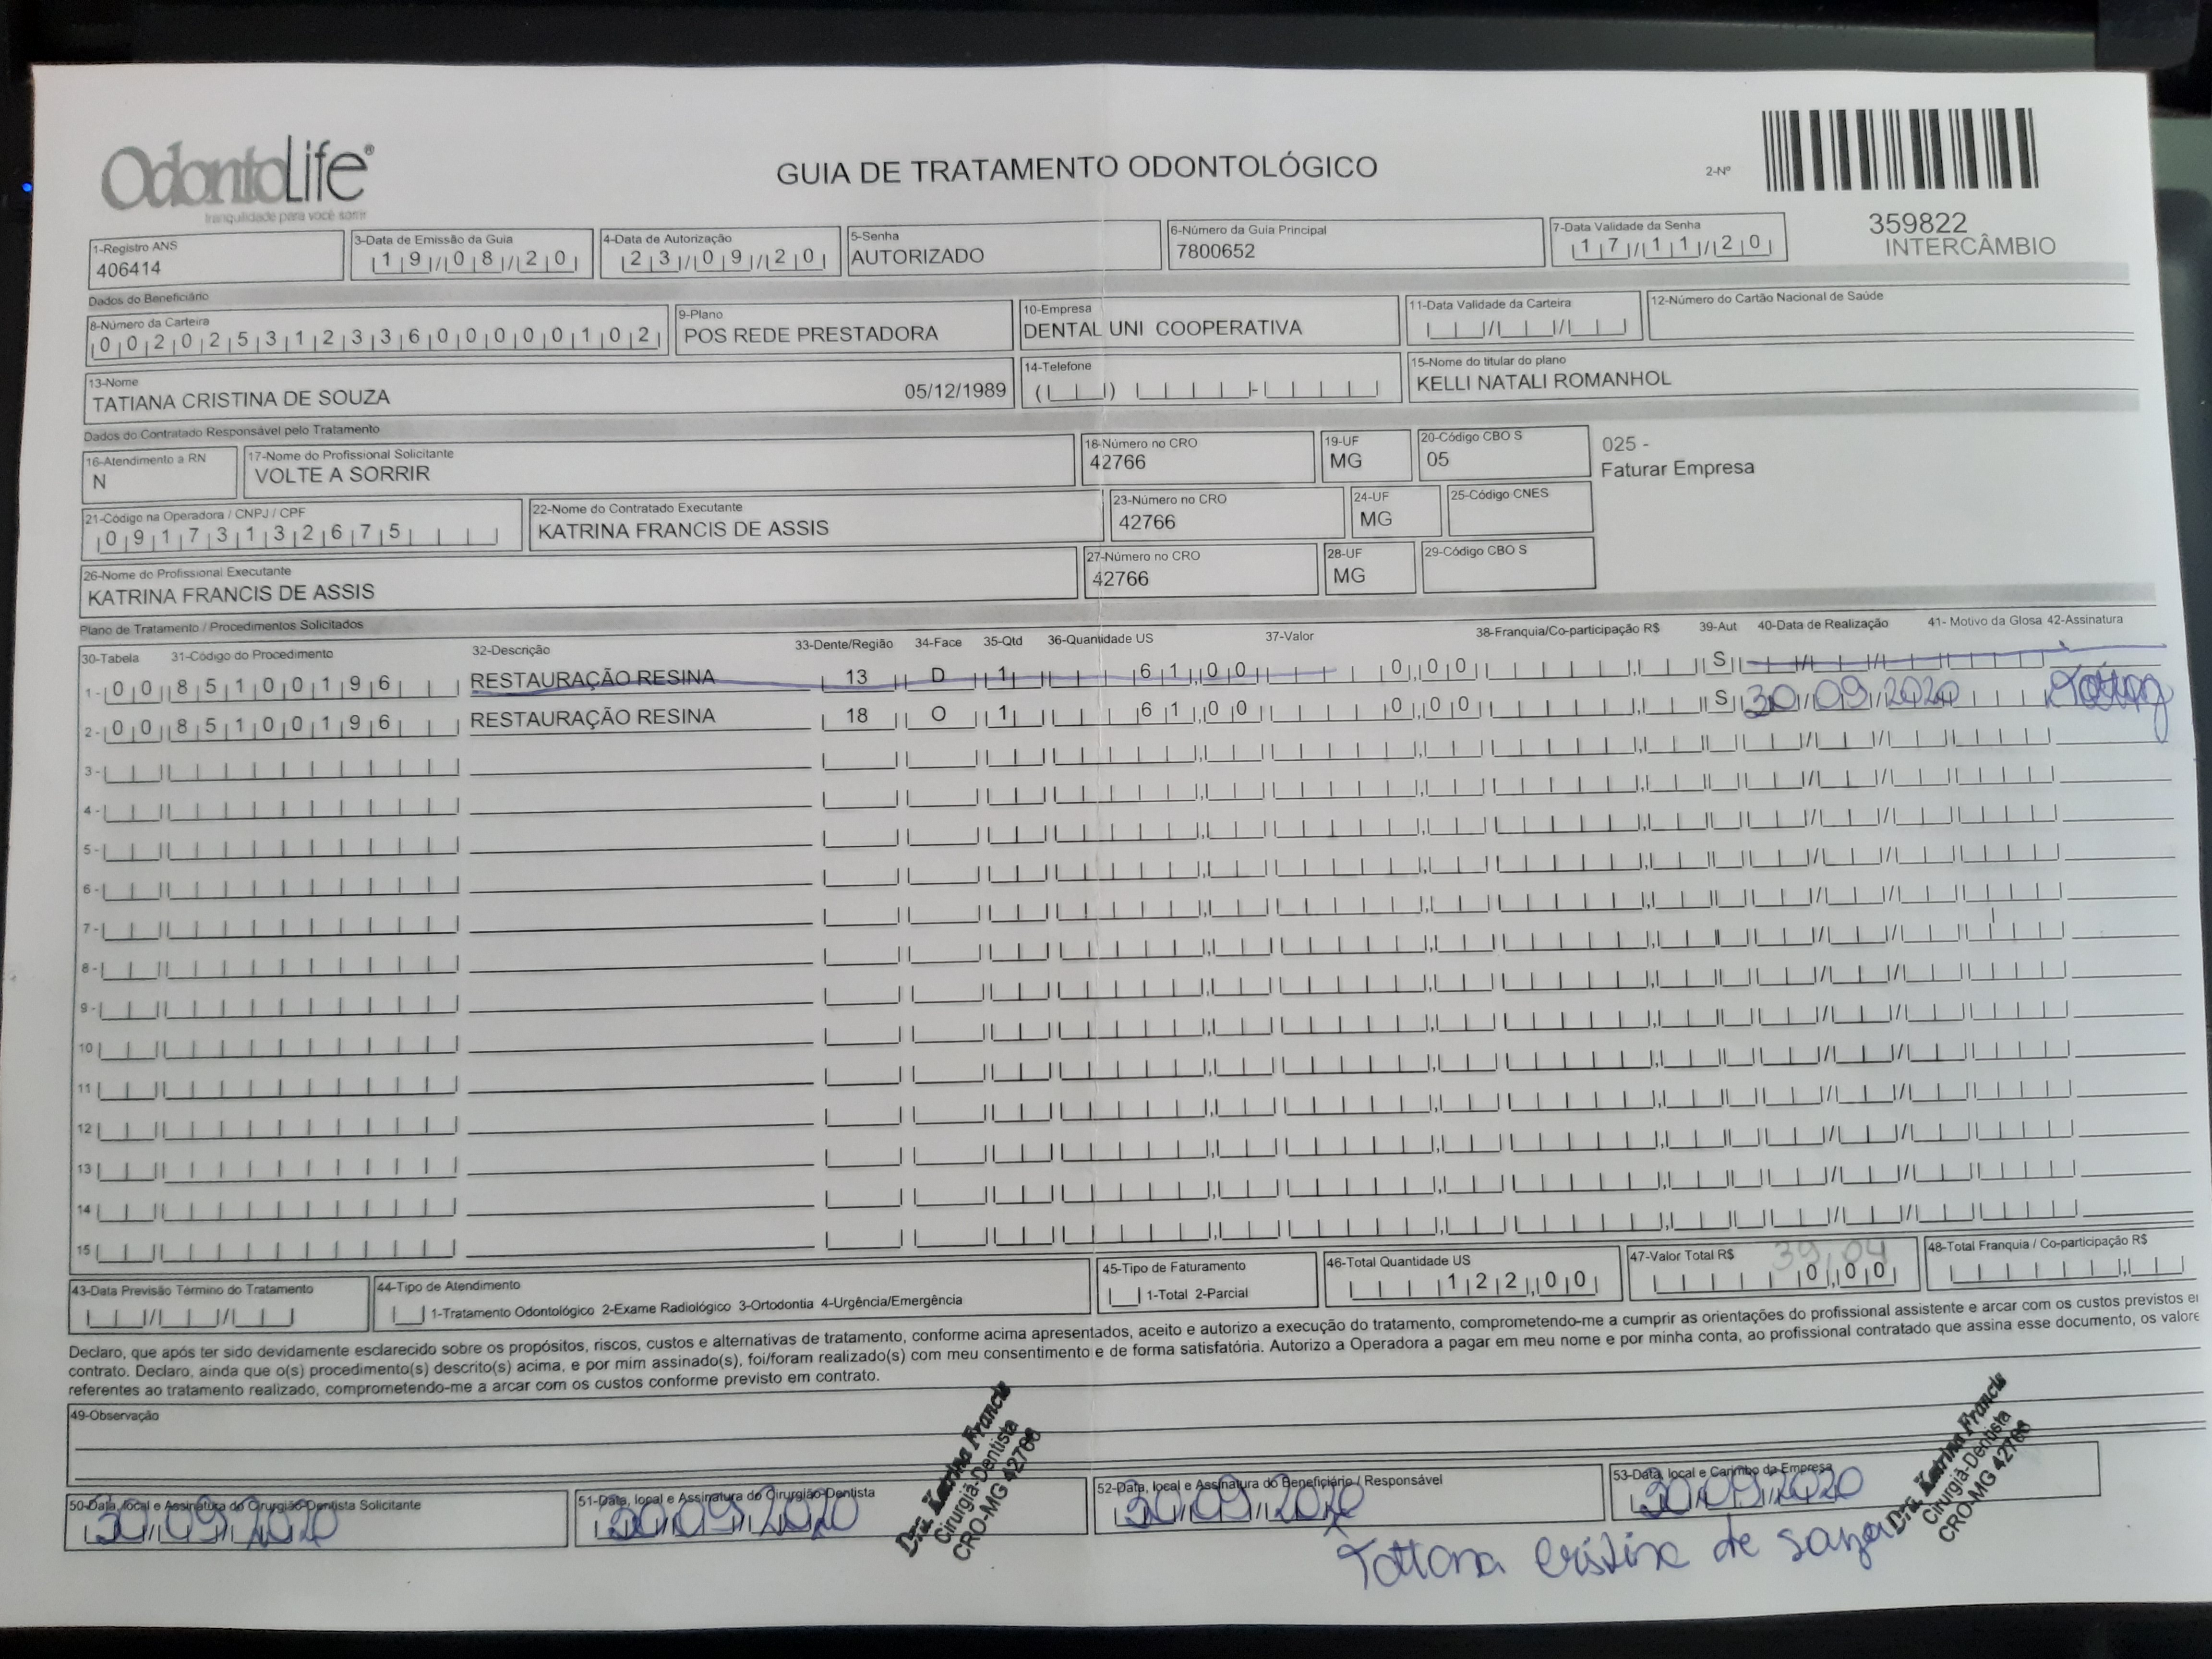 OdontoLife®
tranquilidade para você sorrir
GUIA DE TRATAMENTO ODONTOLÓGICO
2-Nº
359822
INTERCÂMBIO
1-Registro ANS
406414
3-Data de Emissão da Guia
19/08/20
4-Data de Autorização
23/09/20
5-Senha
AUTORIZADO
6-Número da Guia Principal
7800652
7-Data Validade da Senha
17/11/20
Dados do Beneficiário
8-Número da Carteira
00202531233600000102
9-Plano
POS REDE PRESTADORA
10-Empresa
DENTAL UNI COOPERATIVA
11-Data Validade da Carteira
12-Número do Cartão Nacional de Saúde
13-Nome
TATIANA CRISTINA DE SOUZA 05/12/1989
14-Telefone
15-Nome do titular do plano
KELLI NATALI ROMANHOL
Dados do Contratado Responsável pelo Tratamento
16-Atendimento a RN
N
17-Nome do Profissional Solicitante
VOLTE A SORRIR
18-Número no CRO
42766
19-UF
MG
20-Código CBO S
05
025 -
Faturar Empresa
21-Código na Operadora / CNPJ / CPF
09173132675
22-Nome do Contratado Executante
KATRINA FRANCIS DE ASSIS
23-Número no CRO
42766
24-UF
MG
25-Código CNES
26-Nome do Profissional Executante
KATRINA FRANCIS DE ASSIS
27-Número no CRO
42766
28-UF
MG
29-Código CBO S
Plano de Tratamento / Procedimentos Solicitados
30-Tabela 31-Código do Procedimento 32-Descrição 33-Dente/Região 34-Face 35-Qtd 36-Quantidade US 37-Valor 38-Franquia/Co-participação R$ 39-Aut 40-Data de Realização 41- Motivo da Glosa 42-Assinatura
1- 00 85100196 RESTAURAÇÃO RESINA 13 D 1 61,00 0,00 S
2- 00 85100196 RESTAURAÇÃO RESINA 18 O 1 61,00 0,00 S 30/09/2020
3-
4-
5-
6-
7-
8-
9-
10
11
12
13
14
15
43-Data Previsão Término do Tratamento
44-Tipo de Atendimento
1-Tratamento Odontológico 2-Exame Radiológico 3-Ortodontia 4-Urgência/Emergência
45-Tipo de Faturamento
1-Total 2-Parcial
46-Total Quantidade US
122,00
47-Valor Total R$
39,04
0,00
48-Total Franquia / Co-participação R$
Declaro, que após ter sido devidamente esclarecido sobre os propósitos, riscos, custos e alternativas de tratamento, conforme acima apresentados, aceito e autorizo a execução do tratamento, comprometendo-me a cumprir as orientações do profissional assistente e arcar com os custos previstos e
contrato. Declaro, ainda que o(s) procedimento(s) descrito(s) acima, e por mim assinado(s), foi/foram realizado(s) com meu consentimento e de forma satisfatória. Autorizo a Operadora a pagar em meu nome e por minha conta, ao profissional contratado que assina esse documento, os valore
referentes ao tratamento realizado, comprometendo-me a arcar com os custos conforme previsto em contrato.
49-Observação
50-Data, local e Assinatura do Cirurgião-Dentista Solicitante
30/09/2020
51-Data, local e Assinatura do Cirurgião-Dentista
30/09/2020
Dra. Katrina Francis
Cirurgiã-Dentista
CRO-MG 42766
52-Data, local e Assinatura do Beneficiário / Responsável
30/09/2020
Tattana Cristina de Souza
53-Data, local e Carimbo da Empresa
30/09/2020
Dra. Katrina Francis
Cirurgiã-Dentista
CRO-MG 42766